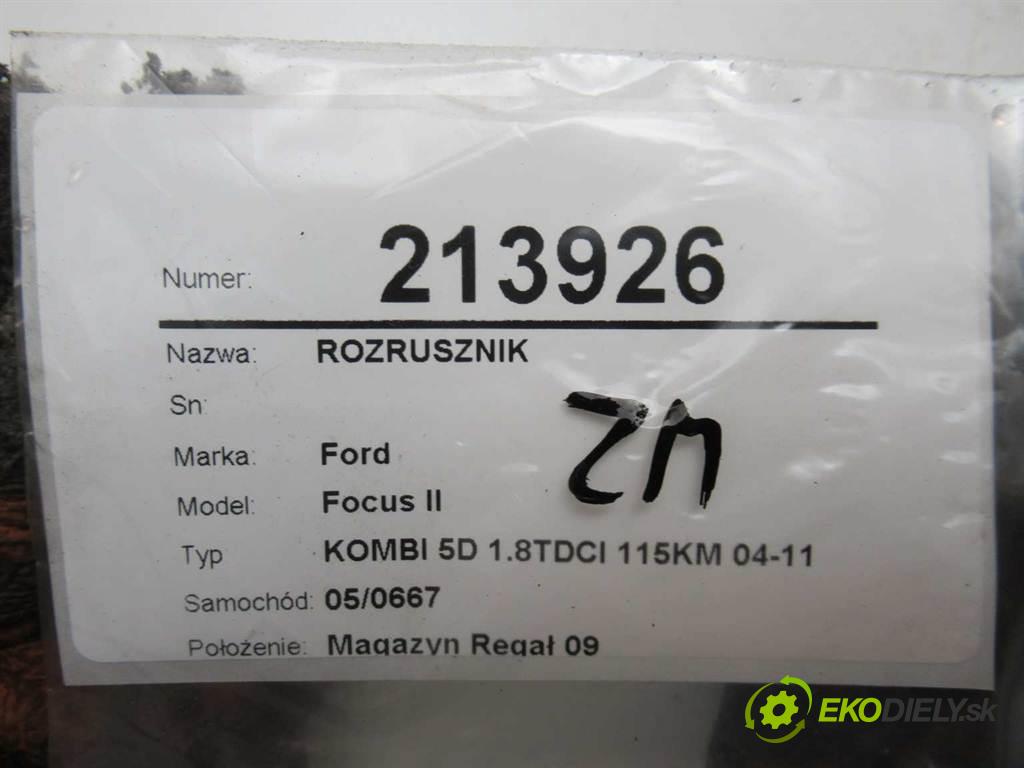 Numer: 213926
Nazwa: ROZRUSZNIK
Sn:
Marka: Ford
Model: Focus II
Typ KOMBI 5D 1.8TDCI 115KM 04-11
Samochód: 05/0667
Położenie: Magazyn Regał 09
EKODIELY.sk